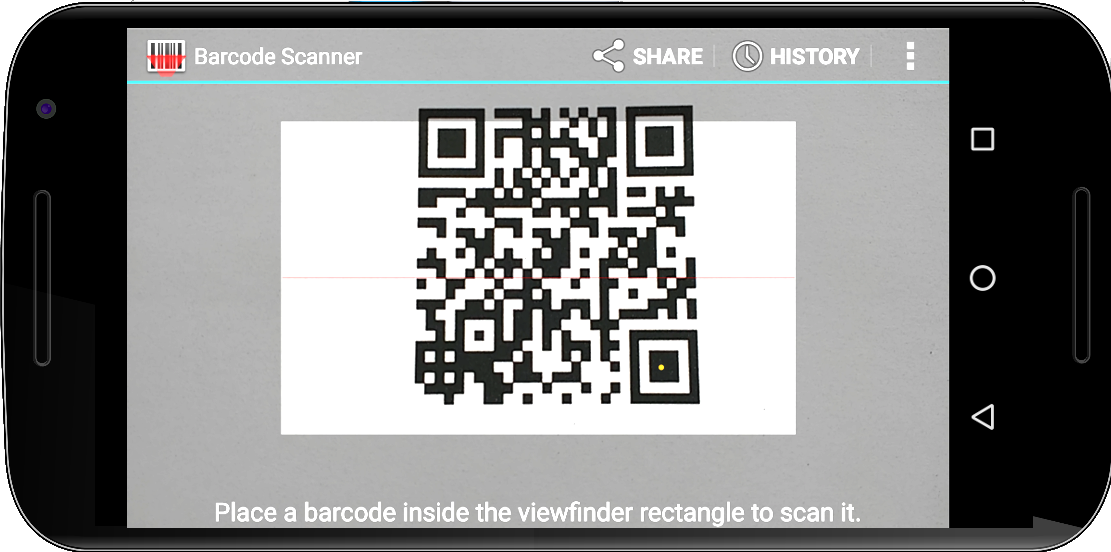 Barcode Scanner
SHARE
HISTORY
Place a barcode inside the viewfinder rectangle to scan it.